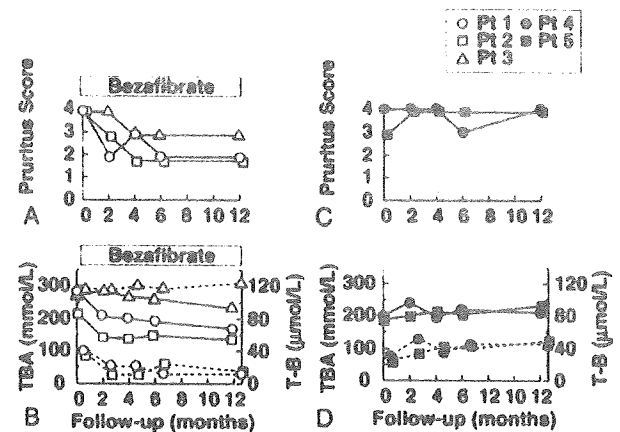 Pt 1 Pt 4
Pt 2 Pt 5
Pt 3
Bezafibrate
Pruritus Score
4
3
2
1
0
0 2 4 6 8 10 12
months
A
Pruritus Score
4
3
2
1
0
0 2 4 6 8 10 12
months
C
Bezafibrate
TBA (mmol/L)
300
200
100
0
120
80
40
0
T-B (μmol/L)
0 2 4 6 8 10 12
Follow-up (months)
B
TBA (mmol/L)
300
200
100
0
120
80
40
0
T-B (μmol/L)
0 2 4 6 8 10 12
Follow-up (months)
D